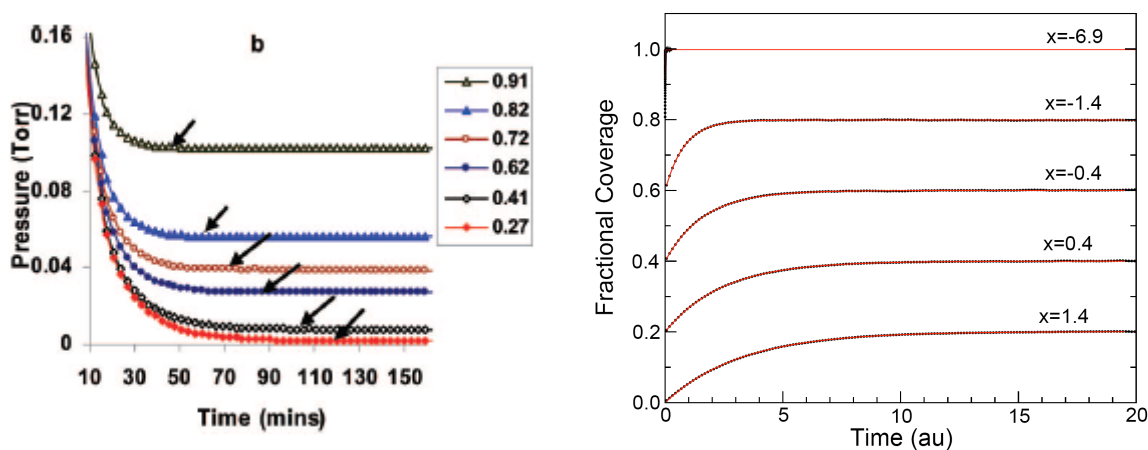 b
0.16
0.12
0.08
0.04
0
Pressure (Torr)
10 30 50 70 90 110 130 150
Time (mins)
0.91
0.82
0.72
0.62
0.41
0.27
1.0
0.8
0.6
0.4
0.2
0.0
Fractional Coverage
x=-6.9
x=-1.4
x=-0.4
x=0.4
x=1.4
0 5 10 15 20
Time (au)